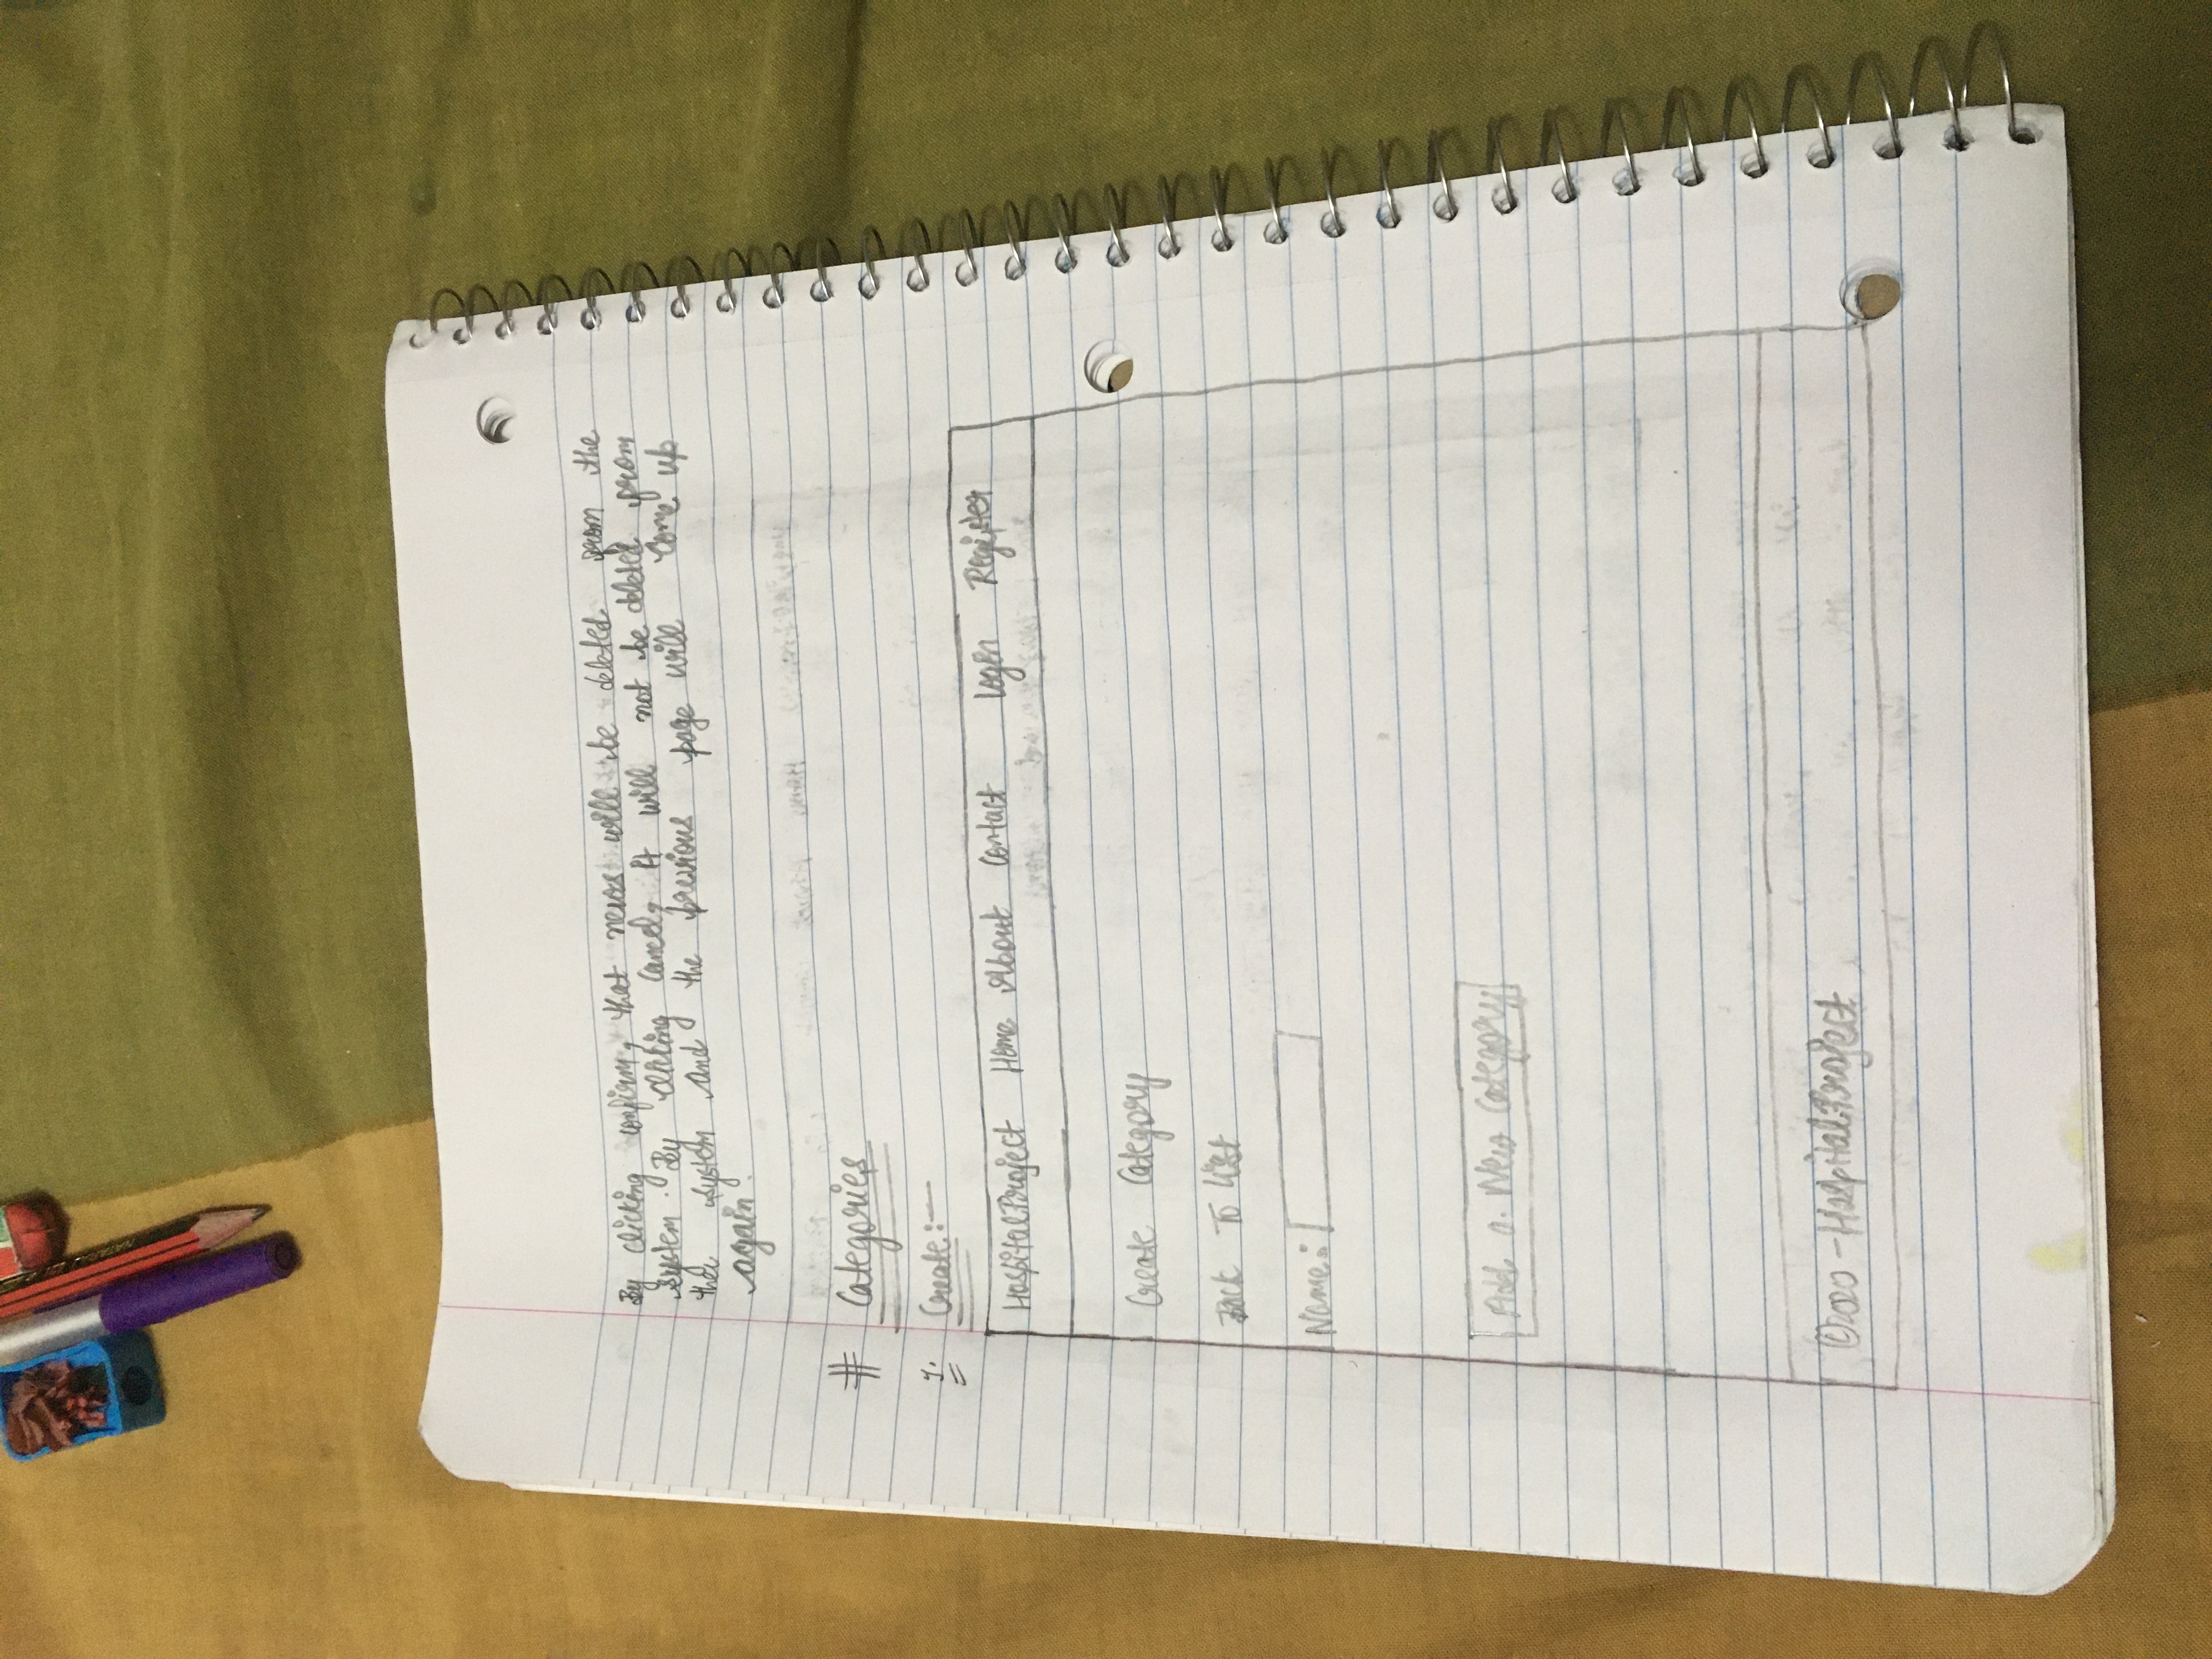 By clicking confirm, that news will be deleted from the
system. By clicking Cancel, it will not be deleted from
the system and the previous page will come up
again.
# Categories
1. Create:-
HospitalProject Home About Contact Login Register
Create Category
Back To List
Name:
Add a New Category
©2020 - HospitalProject